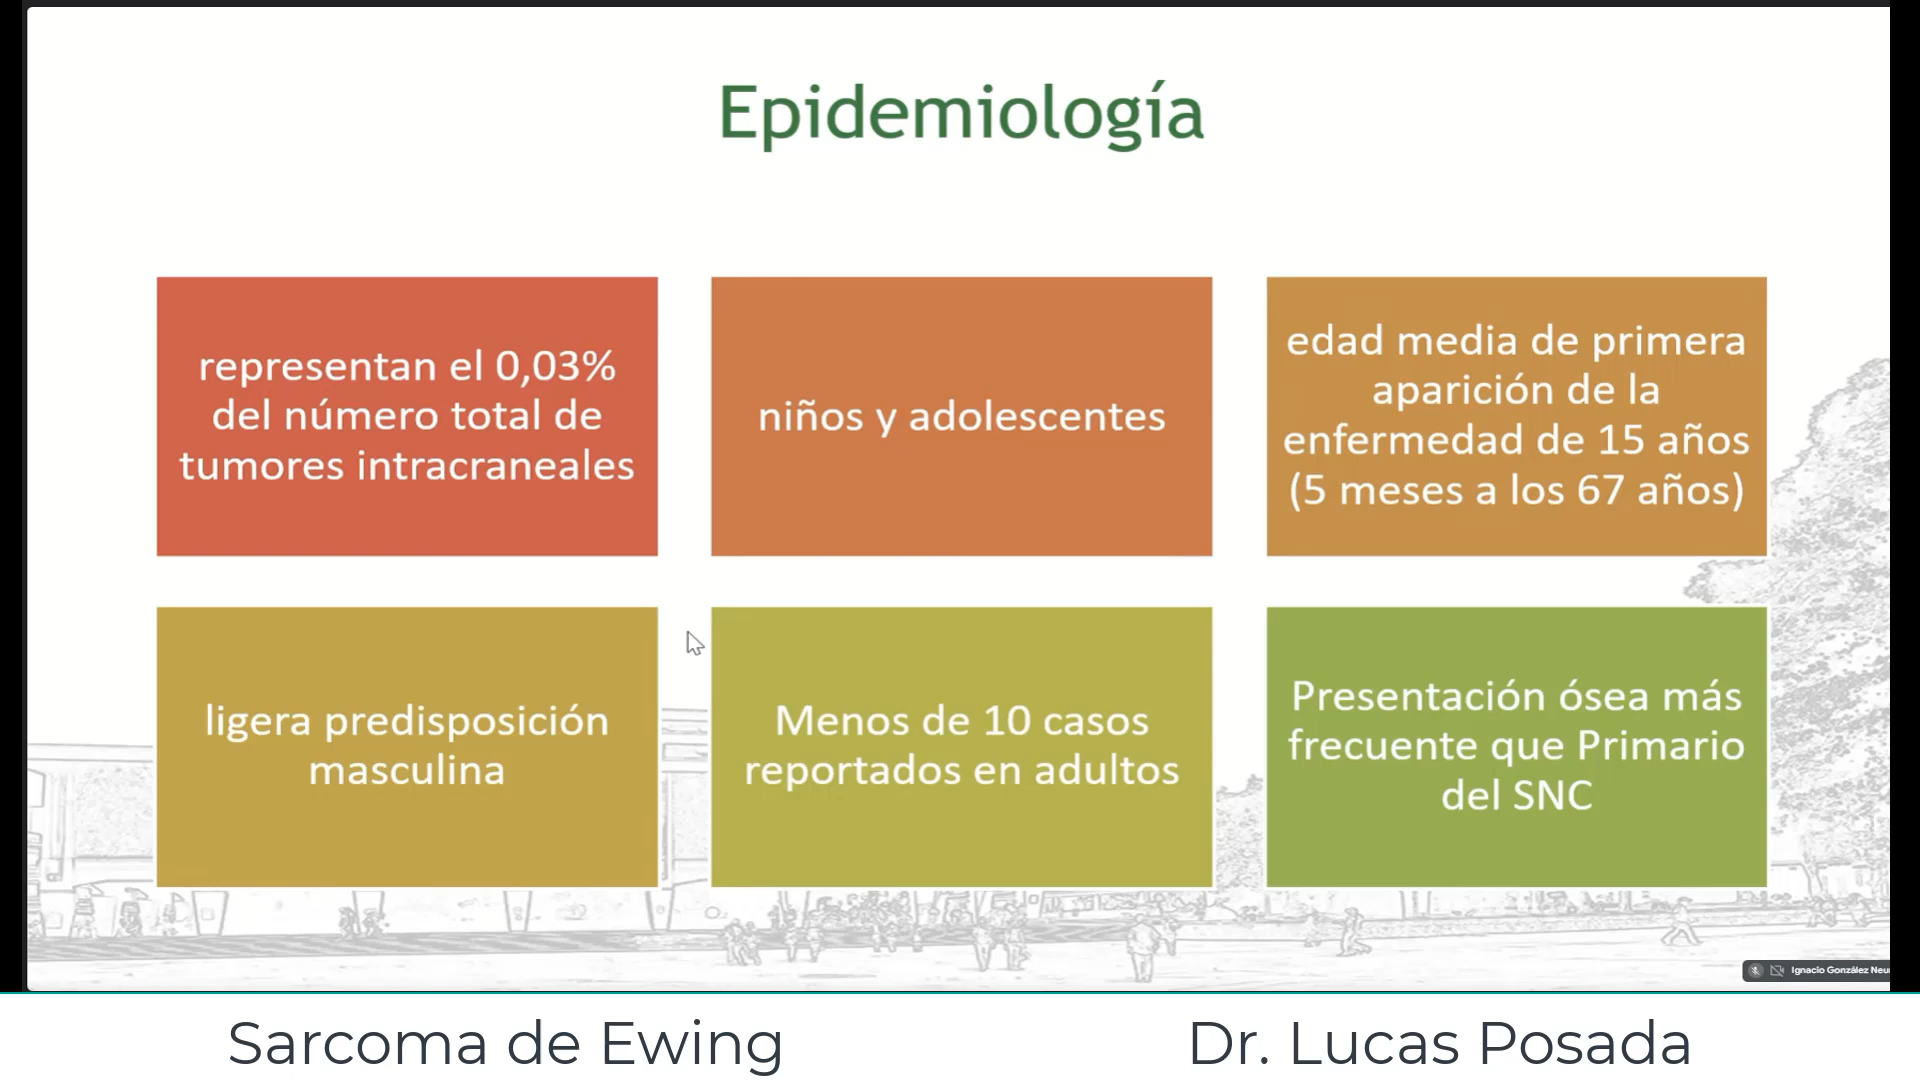 Epidemiología
representan el 0,03%
del número total de
tumores intracraneales
niños y adolescentes
edad media de primera
aparición de la
enfermedad de 15 años
(5 meses a los 67 años)
ligera predisposición
masculina
Menos de 10 casos
reportados en adultos
Presentación ósea más
frecuente que Primario
del SNC
Ignacio González
Sarcoma de Ewing
Dr. Lucas Posada